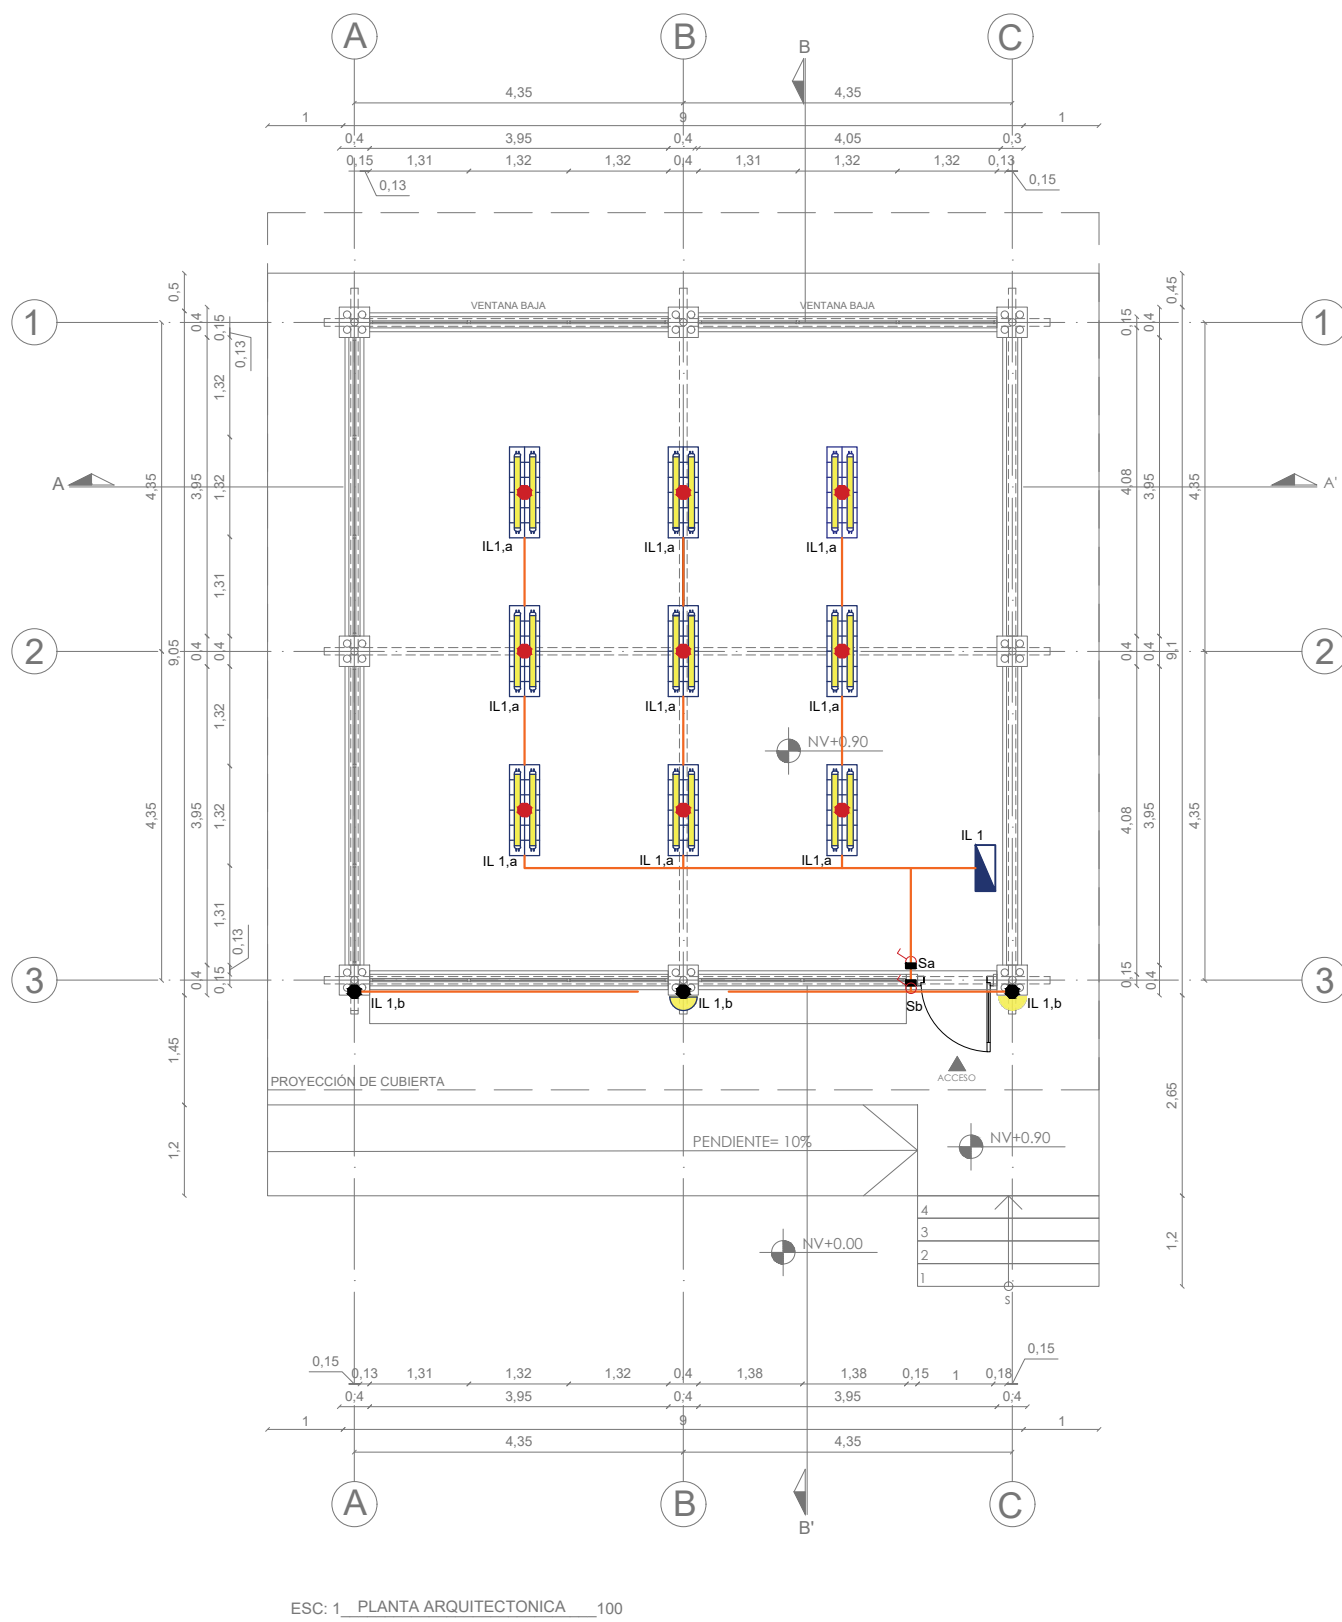 A B C
B
4,35 4,35
1 9 1
0,4 3,95 0,4 4,05 0,3
0,15 1,31 1,32 1,32 0,4 1,31 1,32 1,32 0,13
0,13 0,15
VENTANA BAJA VENTANA BAJA
1 1
0,5 0,4 0,15 0,13
0,45 0,4 0,15
1,32 1,32 1,31 0,4 1,32 1,32 1,31 0,13 0,15
3,95 0,4 3,95 0,4
4,35 9,05 4,35
4,08 0,4 4,08 0,15
3,95 0,4 3,95 0,4
4,35 9,1 4,35
A A'
IL1,a IL1,a IL1,a
2 2
IL1,a IL1,a IL1,a
NV+0.90
IL 1
IL 1,a IL 1,a IL1,a
Sa
3 3
IL 1,b IL 1,b Sb IL 1,b
1,45
ACCESO
PROYECCIÓN DE CUBIERTA
2,65
1,2
PENDIENTE= 10% NV+0.90
4
3
NV+0.00
2
1
1,2
S
0,15 0,15
0,13 1,31 1,32 1,32 0,4 1,38 1,38 0,15 1 0,18
0,4 3,95 0,4 3,95 0,4
1 9 1
4,35 4,35
A B C
B'
ESC: 1 PLANTA ARQUITECTONICA 100